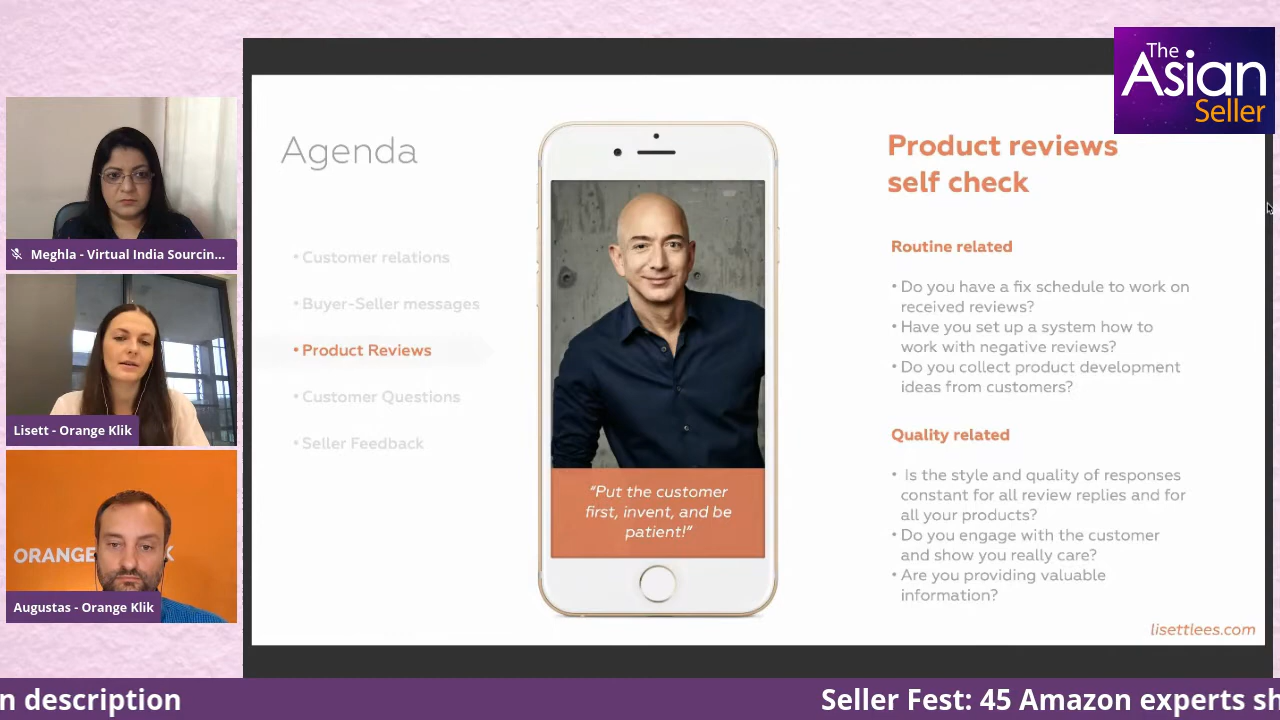 The
Asian
Seller
Meghla - Virtual India Sourcin...
Lisett - Orange Klik
ORANGE K
Augustas - Orange Klik
Agenda
• Customer relations
• Buyer-Seller messages
• Product Reviews
• Customer Questions
• Seller Feedback
“Put the customer
first, invent, and be
patient!”
Product reviews
self check
Routine related
• Do you have a fix schedule to work on
received reviews?
• Have you set up a system how to
work with negative reviews?
• Do you collect product development
ideas from customers?
Quality related
• Is the style and quality of responses
constant for all review replies and for
all your products?
• Do you engage with the customer
and show you really care?
• Are you providing valuable
information?
lisettlees.com
n description
Seller Fest: 45 Amazon experts sh